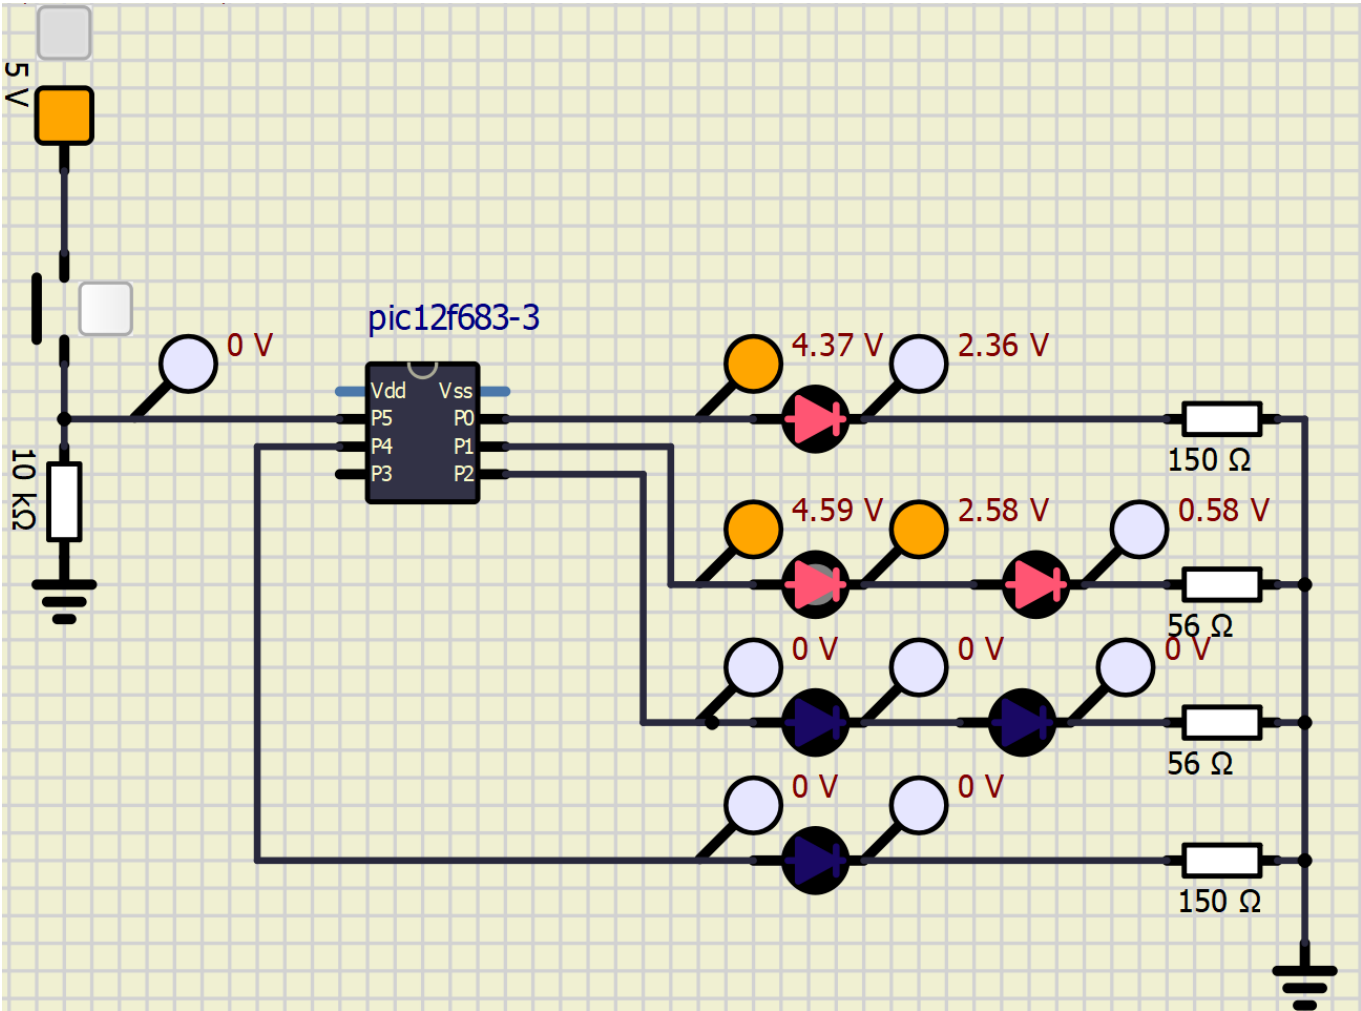 5 V
pic12f683-3
0 V
4.37 V
2.36 V
Vdd
Vss
P5
P0
P4
P1
P3
P2
10 kΩ
150 Ω
4.59 V
2.58 V
0.58 V
56 Ω
0 V
0 V
0 V
56 Ω
0 V
0 V
150 Ω